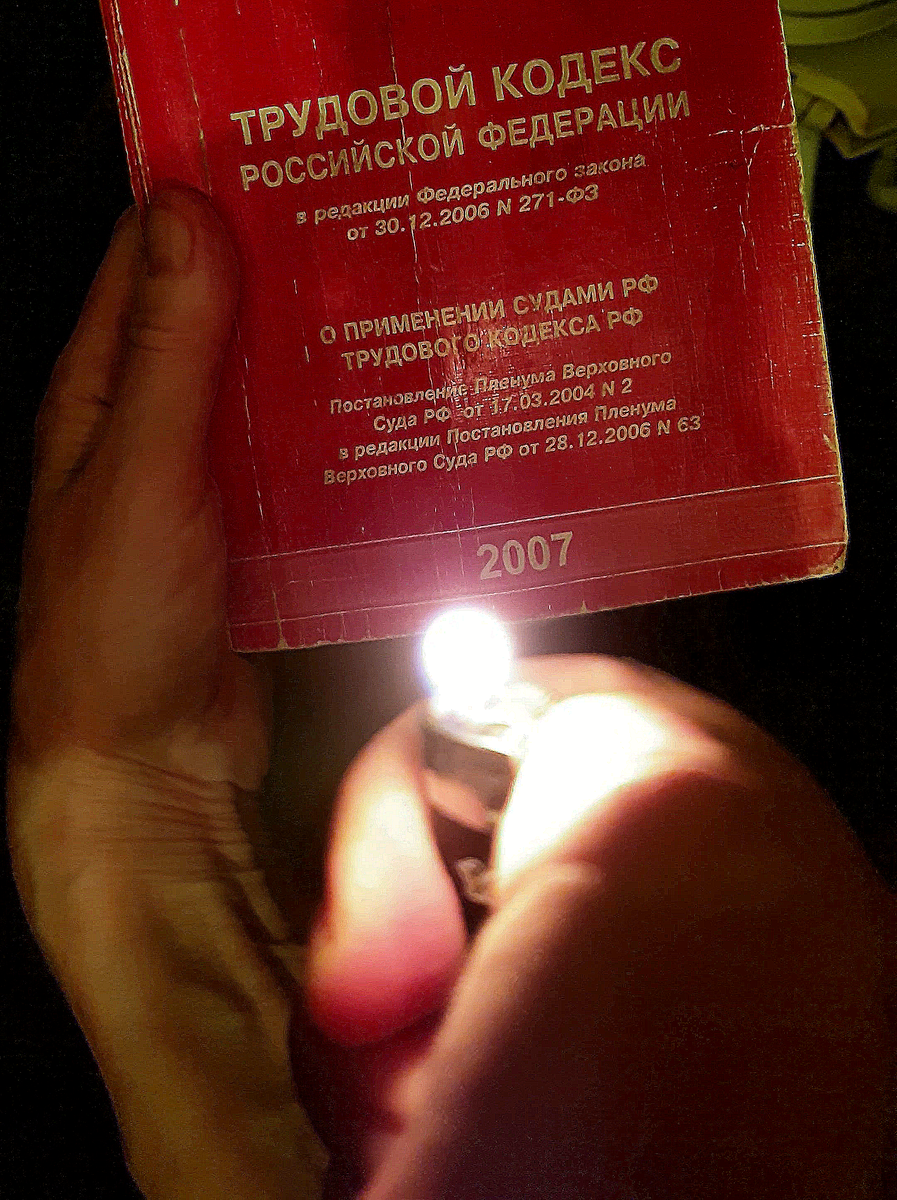 ТРУДОВОЙ КОДЕКС
РОССИЙСКОЙ ФЕДЕРАЦИИ
в редакции Федерального закона
от 30.12.2006 N 271-ФЗ
О ПРИМЕНЕНИИ СУДАМИ РФ
ТРУДОВОГО КОДЕКСА РФ
Постановление Пленума Верховного
Суда РФ от 17.03.2004 N 2
в редакции Постановления Пленума
Верховного Суда РФ от 28.12.2006 N 63
2007